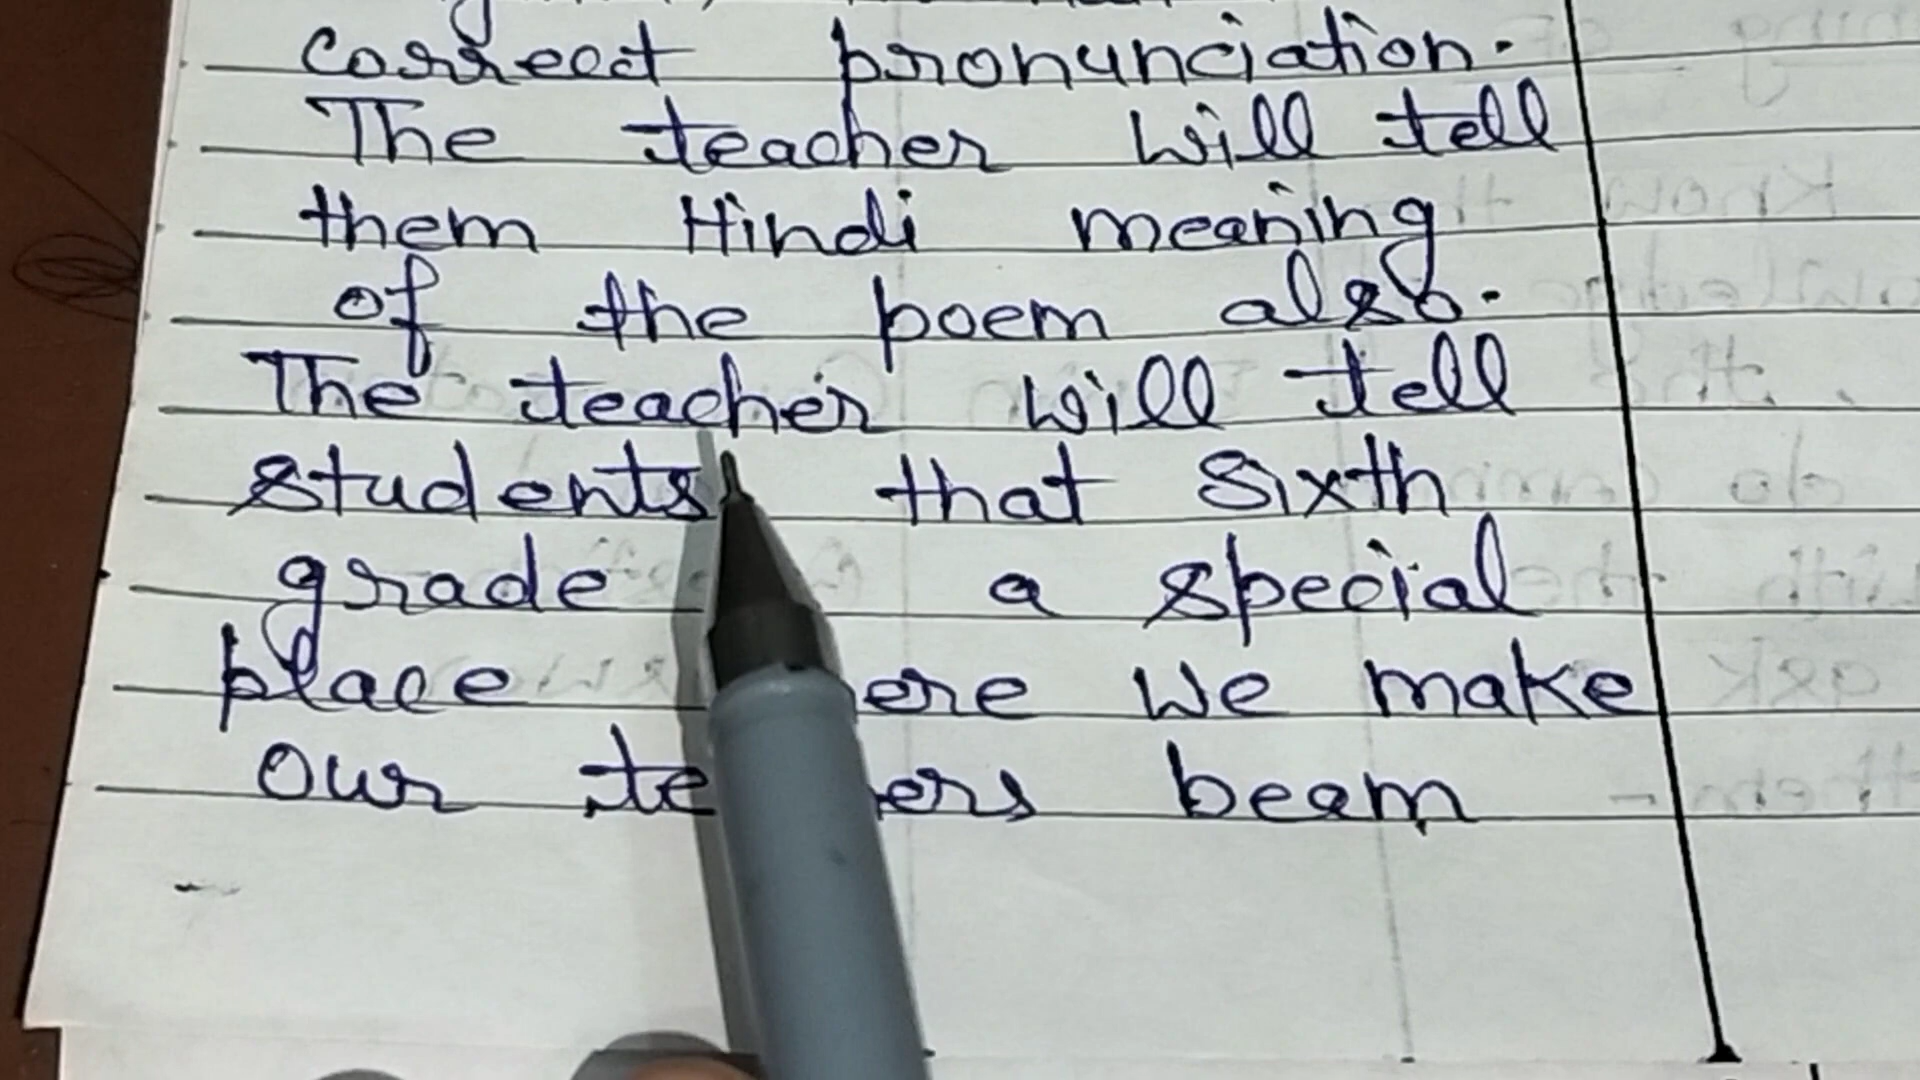 correct pronunciation.
The teacher will tell
them Hindi meaning
of the poem also.
The teacher will tell
students that sixth
grade a special
place we make
our beam